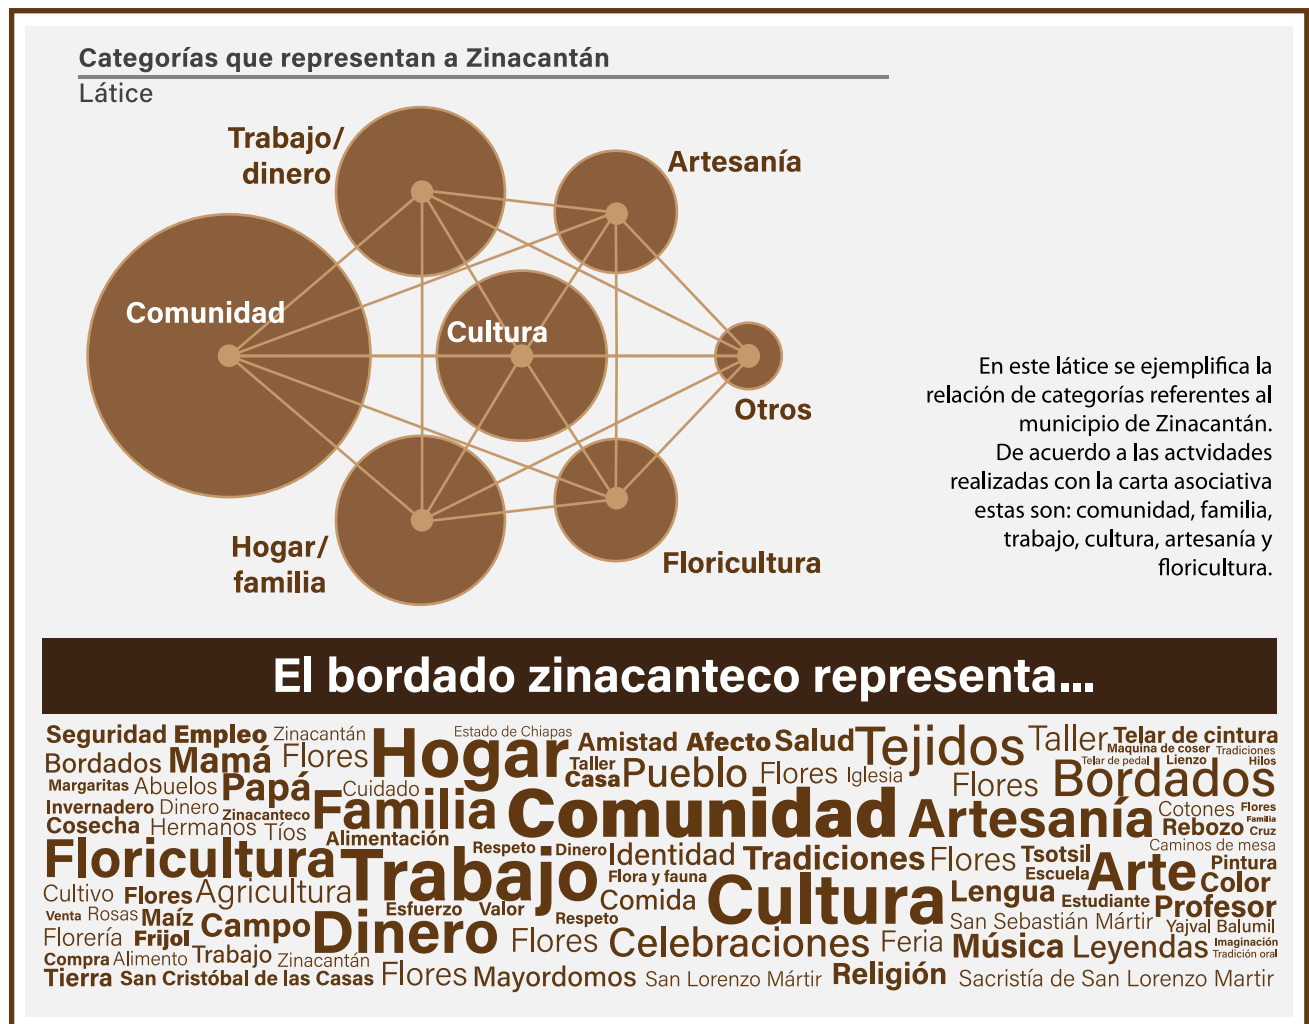 Categorías que representan a Zinacantán
Látice
Trabajo/
dinero
Artesanía
Comunidad
Cultura
Otros
Hogar/
familia
Floricultura
En este látice se ejemplifica la
relación de categorías referentes al
municipio de Zinacantán.
De acuerdo a las actvidades
realizadas con la carta asociativa
estas son: comunidad, familia,
trabajo, cultura, artesanía y
floricultura.
El bordado zinacanteco representa...
Seguridad Empleo Zinacantán Hogar Estado de Chiapas Amistad Afecto Salud Tejidos Taller Telar de cintura
Maquina de coser Tradiciones
Bordados Mamá Flores Taller Casa Pueblo Flores Iglesia Flores Telar de pedal Lienzo Hilos
Bordados
Margaritas Abuelos Papá Cuidado
Familia Comunidad Artesanía Cotones Flores
Familia
Invernadero Dinero Zinacanteco
Cosecha Hermanos Tíos Alimentación Rebozo Cruz
Caminos de mesa
Floricultura Trabajo Respeto Dinero Identidad Tradiciones Flores Tsotsil Escuela Arte Pintura
Flora y fauna
Color
Cultivo Flores Agricultura Esfuerzo Valor Comida Cultura Lengua Estudiante Profesor
Venta Rosas Maíz Campo Dinero Respeto San Sebastián Mártir Yajval Balumil
Florería Frijol Flores Celebraciones Feria Música Leyendas Imaginación
Tradición oral
Compra Alimento Trabajo Zinacantán
Tierra San Cristóbal de las Casas Flores Mayordomos San Lorenzo Mártir Religión Sacristía de San Lorenzo Martir